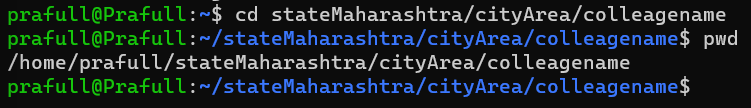 prafull@Prafull:~$ cd stateMaharashtra/cityArea/colleagename
prafull@Prafull:~/stateMaharashtra/cityArea/colleagename$ pwd
/home/prafull/stateMaharashtra/cityArea/colleagename
prafull@Prafull:~/stateMaharashtra/cityArea/colleagename$